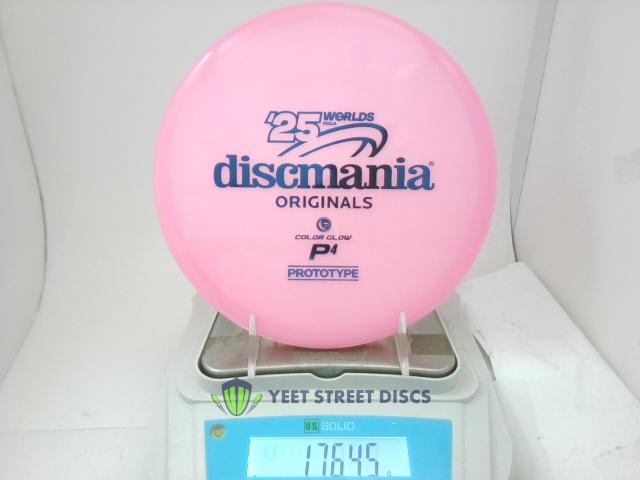 '25 WORLDS
PDGA
discmania®
ORIGINALS
COLOR GLOW
P4
PROTOTYPE
YEET STREET DISCS
US SOLID
176.45 g